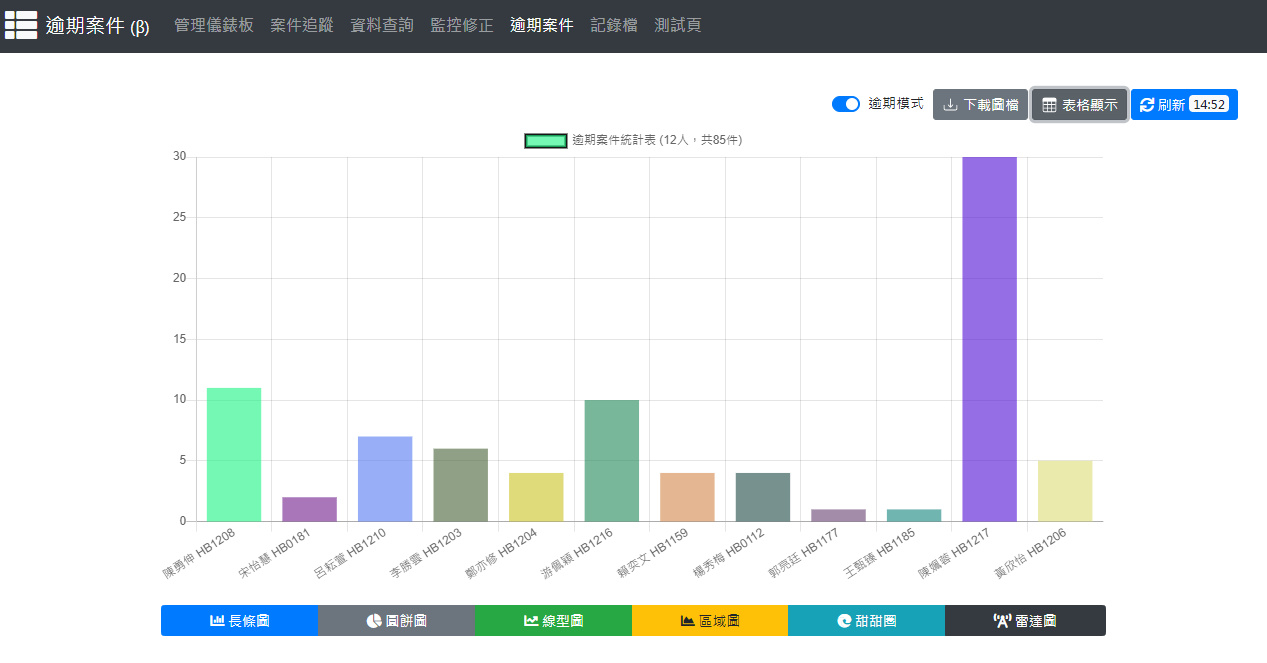 逾期案件 (β) 管理儀錶板 案件追蹤 資料查詢 監控修正 逾期案件 記錄檔 測試頁
逾期模式 下載圖檔 表格顯示 刷新 14:52
逾期案件統計表 (12人，共85件)
30
25
20
15
10
5
0
陳勇伸 HB1208
宋怡慧 HB0181
呂耘萱 HB1210
李勝雲 HB1203
鄭亦修 HB1204
游佩穎 HB1216
賴奕文 HB1159
楊秀梅 HB0112
郭亮廷 HB1177
王甄臻 HB1185
HB1217
黃欣怡 HB1206
長條圖 圓餅圖 線型圖 區域圖 甜甜圈 雷達圖